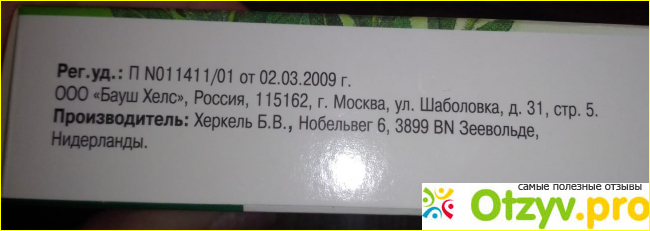 Рег.уд.: П N011411/01 от 02.03.2009 г.
ООО «Бауш Хелс», Россия, 115162, г. Москва, ул. Шаболовка, д. 31, стр. 5.
Производитель: Херкель Б.В., Нобельвег 6, 3899 BN Зеевольде,
Нидерланды.
самые полезные отзывы
Otzyv.pro